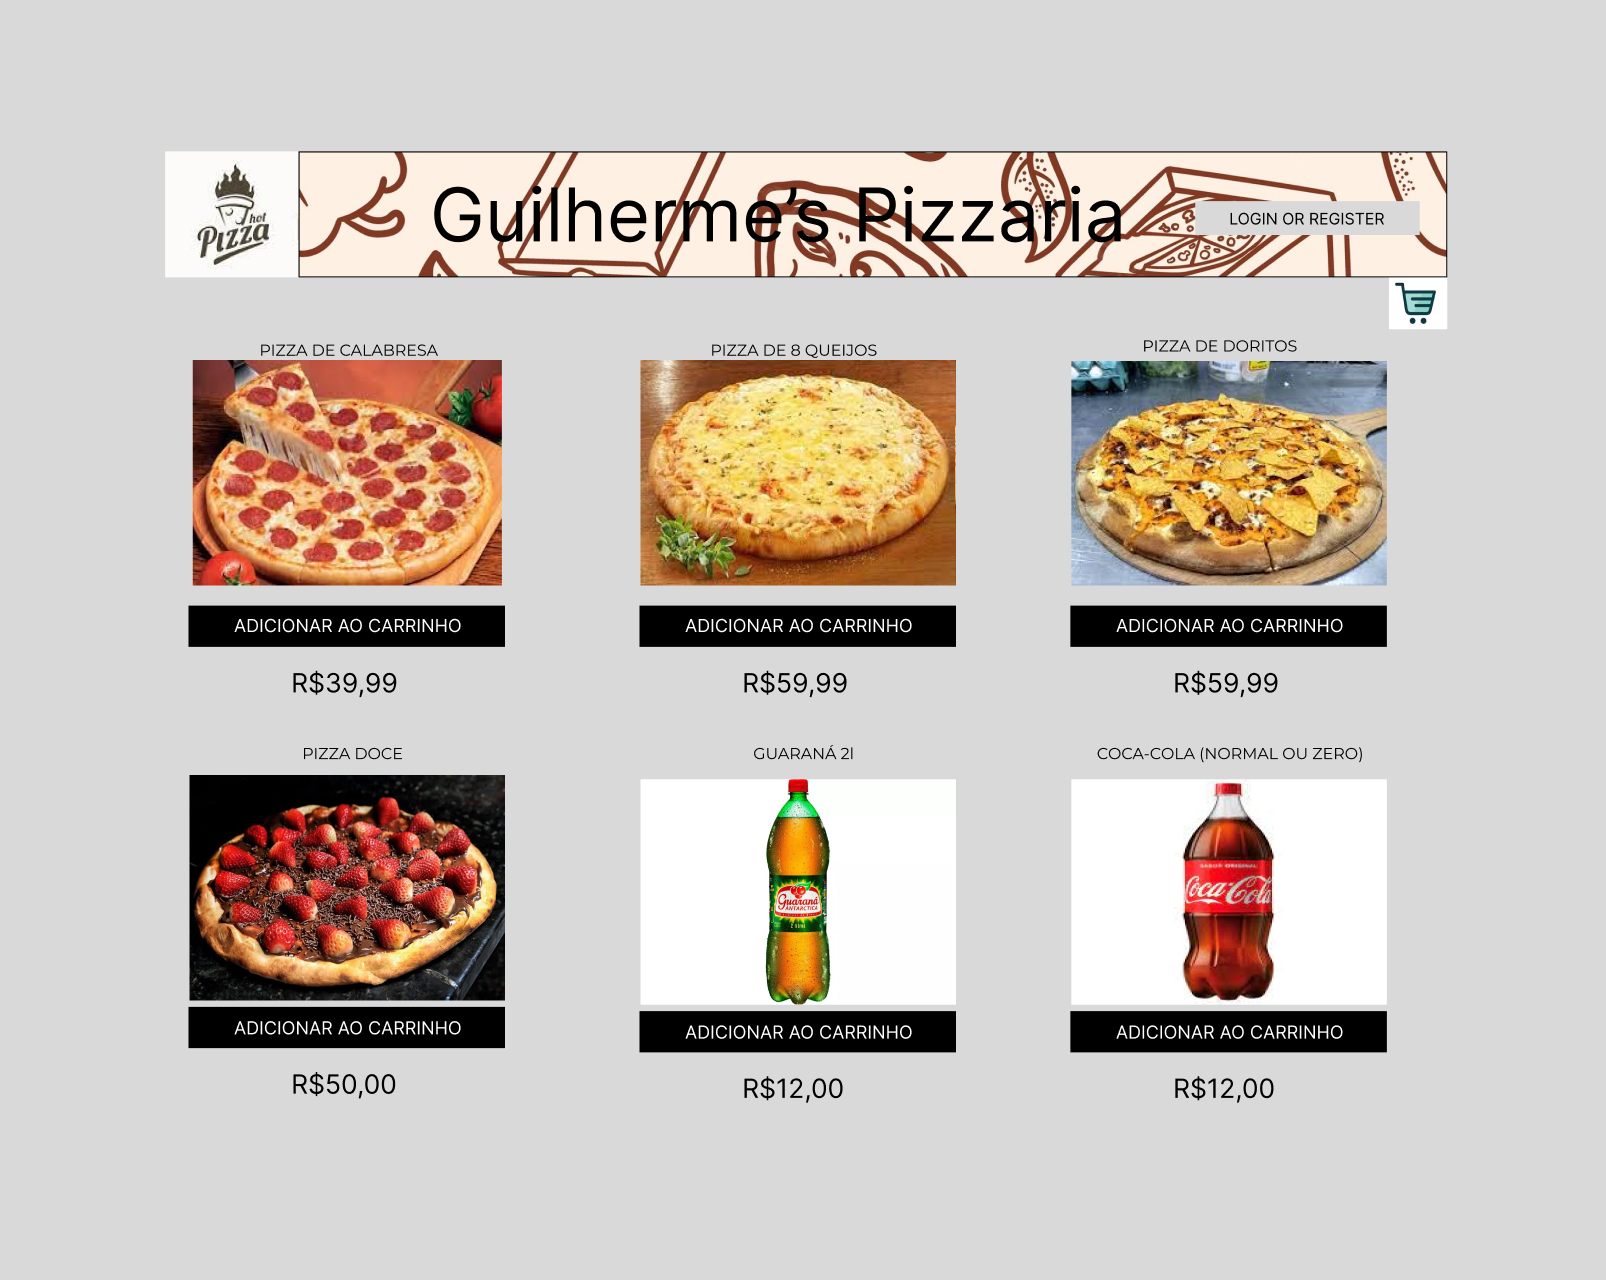 hot
Pizza
Guilherme's Pizzaria
LOGIN OR REGISTER
PIZZA DE CALABRESA
PIZZA DE 8 QUEIJOS
PIZZA DE DORITOS
ADICIONAR AO CARRINHO
ADICIONAR AO CARRINHO
ADICIONAR AO CARRINHO
R$39,99
R$59,99
R$59,99
PIZZA DOCE
GUARANÁ 2l
COCA-COLA (NORMAL OU ZERO)
Guaraná
ANTARCTICA
SABOR ORIGINAL
Coca-Cola
ADICIONAR AO CARRINHO
ADICIONAR AO CARRINHO
ADICIONAR AO CARRINHO
R$50,00
R$12,00
R$12,00